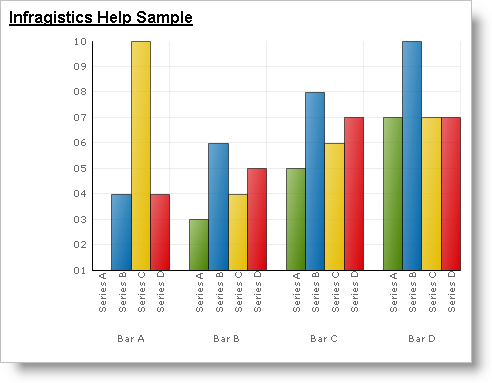 Infragistics Help Sample
10
09
08
07
06
05
04
03
02
01
Series A
Series B
Series C
Series D
Series A
Series B
Series C
Series D
Series A
Series B
Series C
Series D
Series A
Series B
Series C
Series D
Bar A
Bar B
Bar C
Bar D